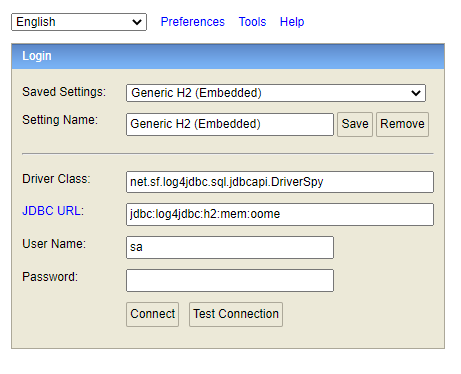 English Preferences Tools Help
Login
Saved Settings: Generic H2 (Embedded)
Setting Name: Generic H2 (Embedded) Save Remove
Driver Class: net.sf.log4jdbc.sql.jdbcapi.DriverSpy
JDBC URL: jdbc:log4jdbc:h2:mem:oome
User Name: sa
Password:
Connect Test Connection